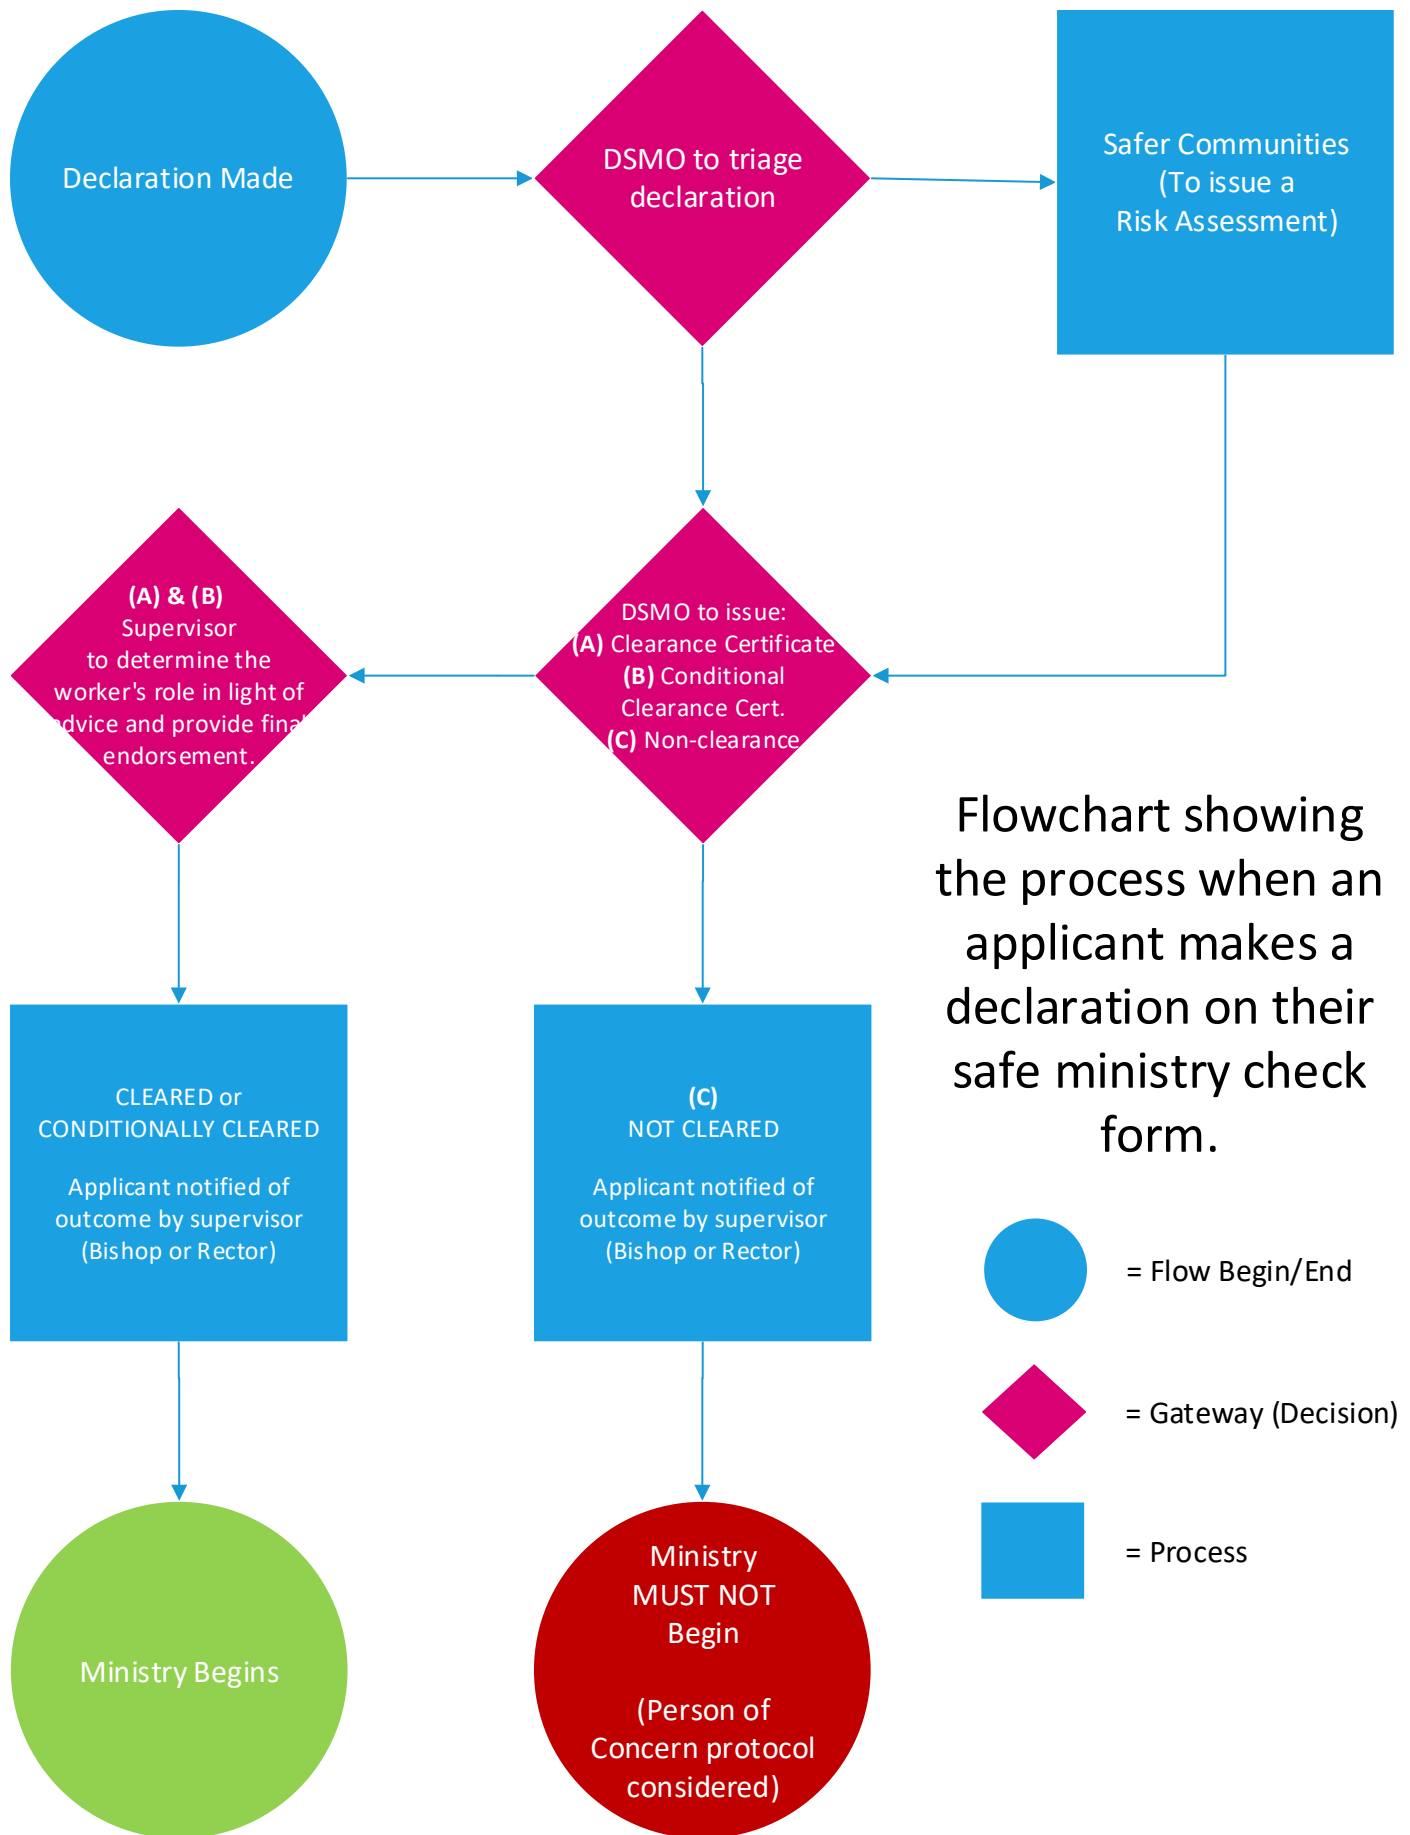 Declaration Made
DSMO to triage
declaration
Safer Communities
(To issue a
Risk Assessment)
(A) & (B)
Supervisor
to determine the
worker's role in light of
advice and provide final
endorsement.
DSMO to issue:
(A) Clearance Certificate
(B) Conditional
Clearance Cert.
(C) Non-clearance
Flowchart showing
the process when an
applicant makes a
declaration on their
safe ministry check
form.
CLEARED or
CONDITIONALLY CLEARED
Applicant notified of
outcome by supervisor
(Bishop or Rector)
(C)
NOT CLEARED
Applicant notified of
outcome by supervisor
(Bishop or Rector)
= Flow Begin/End
= Gateway (Decision)
= Process
Ministry Begins
Ministry
MUST NOT
Begin
(Person of
Concern protocol
considered)